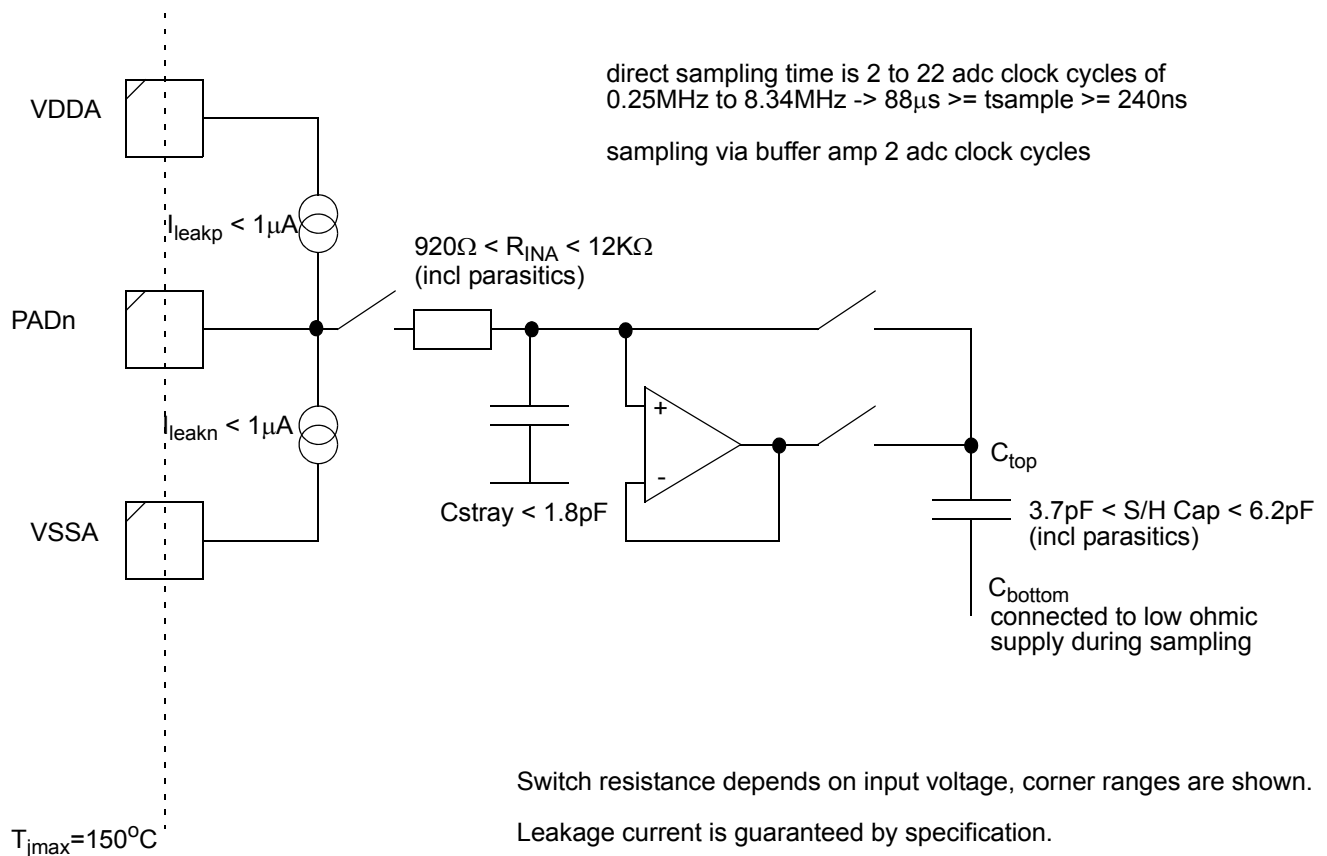 direct sampling time is 2 to 22 adc clock cycles of
0.25MHz to 8.34MHz -> 88μs >= tsample >= 240ns
sampling via buffer amp 2 adc clock cycles
VDDA
Ileakp < 1μA
920Ω < RINA < 12KΩ
(incl parasitics)
PADn
+
Ileakn < 1μA
-
Ctop
Cstray < 1.8pF
3.7pF < S/H Cap < 6.2pF
(incl parasitics)
VSSA
Cbottom
connected to low ohmic
supply during sampling
Switch resistance depends on input voltage, corner ranges are shown.
Leakage current is guaranteed by specification.
Tjmax=150oC